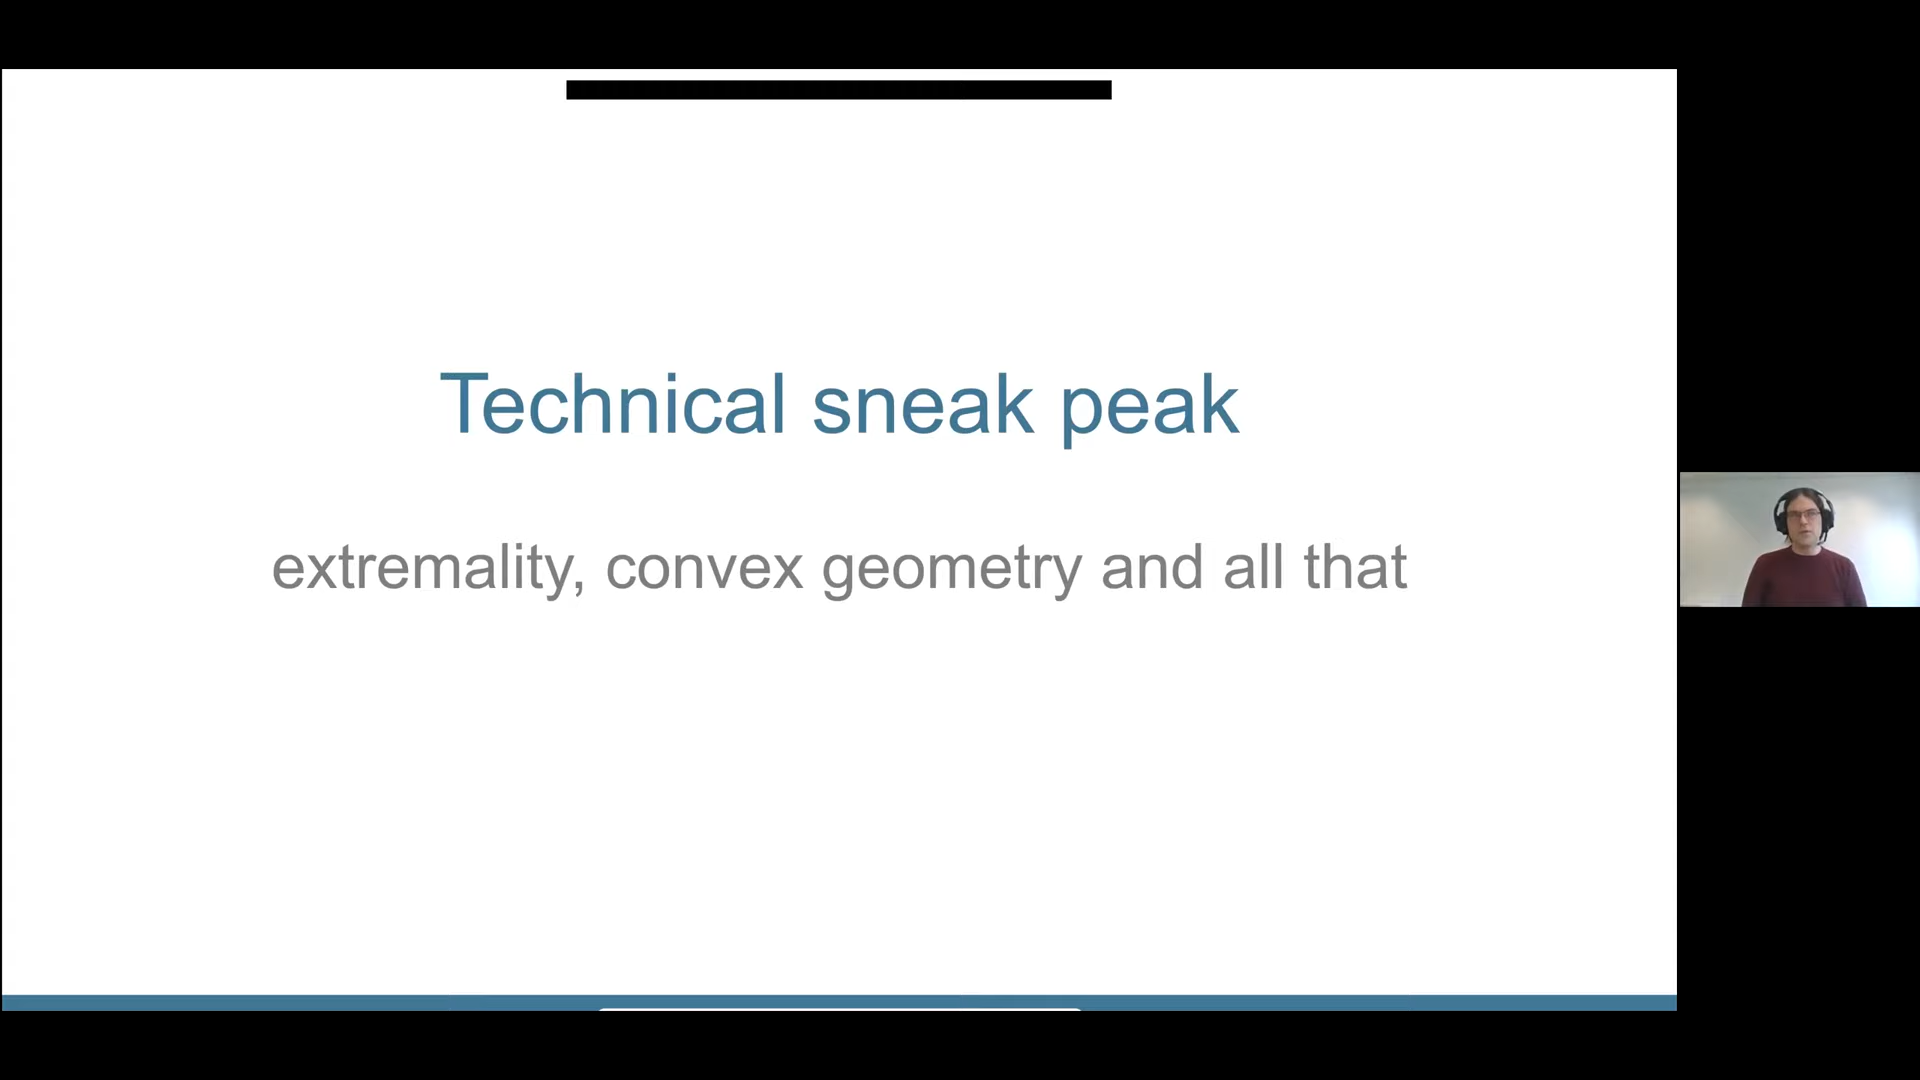 Technical sneak peak
extremality, convex geometry and all that